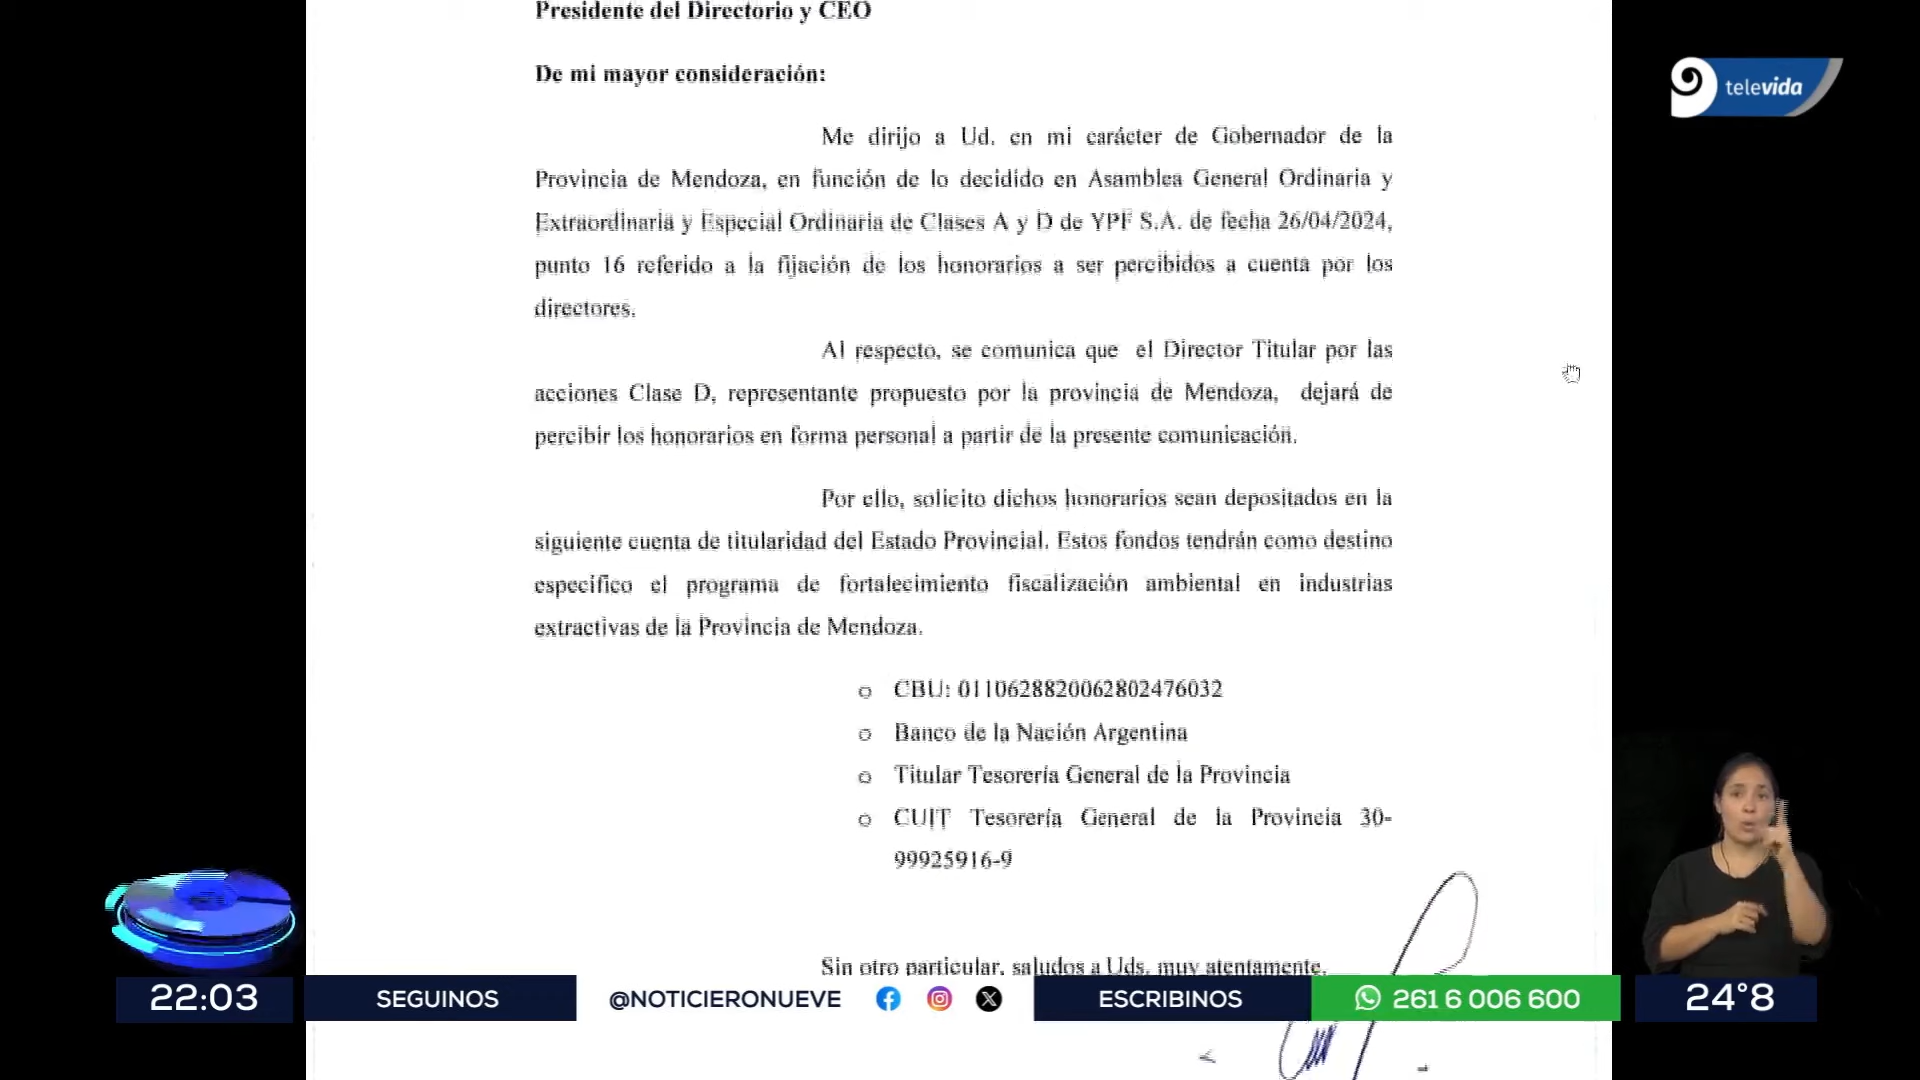 Presidente del Directorio y CEO
De mi mayor consideración:
Me dirijo a Ud. en mi carácter de Gobernador de la
Provincia de Mendoza, en función de lo decidido en Asamblea General Ordinaria y
Extraordinaria y Especial Ordinaria de Clases A y D de YPF S.A. de fecha 26/04/2024,
punto 16 referido a la fijación de los honorarios a ser percibidos a cuenta por los
directores.
Al respecto, se comunica que el Director Titular por las
acciones Clase D, representante propuesto por la provincia de Mendoza, dejará de
percibir los honorarios en forma personal a partir de la presente comunicación.
Por ello, solicito dichos honorarios sean depositados en la
siguiente cuenta de titularidad del Estado Provincial. Estos fondos tendrán como destino
específico el programa de fortalecimiento fiscalización ambiental en industrias
extractivas de la Provincia de Mendoza.
o CBU: 0110628820062802476032
o Banco de la Nación Argentina
o Titular Tesorería General de la Provincia
o CUIT Tesorería General de la Provincia 30-
99925916-9
Sin otro particular, saludos a Uds. muy atentamente.
9 televida
22:03
SEGUINOS
@NOTICIERONUEVE
ESCRIBINOS
261 6 006 600
24°8